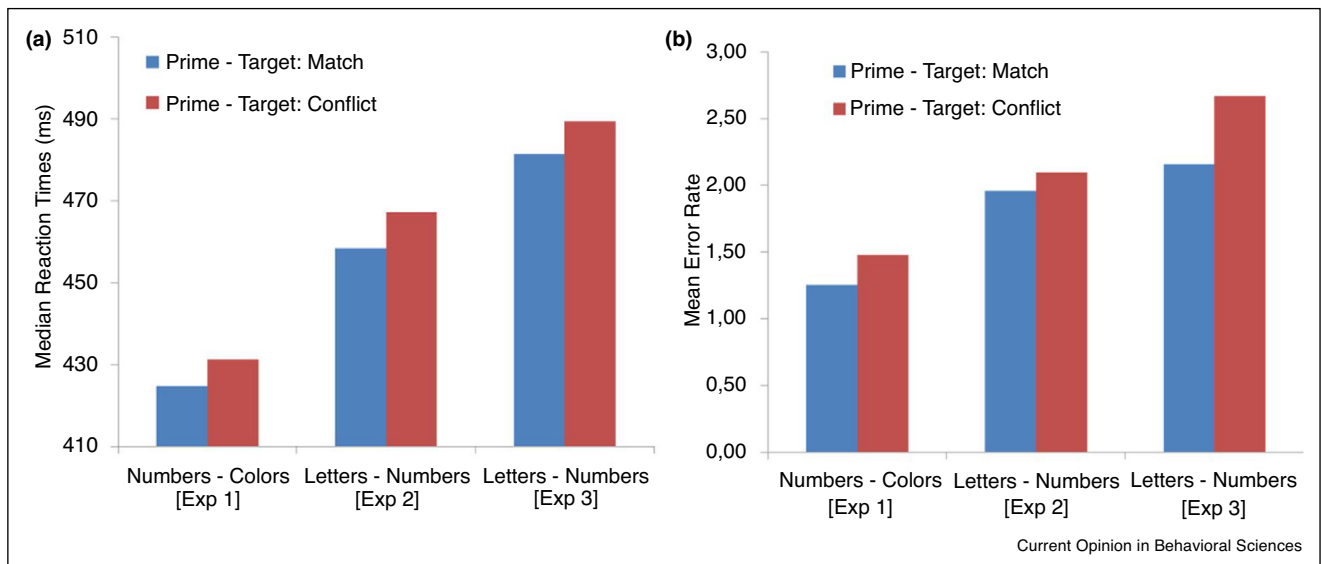 (a)
510
490
470
450
430
410
Median Reaction Times (ms)
Prime - Target: Match
Prime - Target: Conflict
Numbers - Colors
[Exp 1]
Letters - Numbers
[Exp 2]
Letters - Numbers
[Exp 3]
(b)
3,00
2,50
2,00
1,50
1,00
0,50
0,00
Mean Error Rate
Prime - Target: Match
Prime - Target: Conflict
Numbers - Colors
[Exp 1]
Letters - Numbers
[Exp 2]
Letters - Numbers
[Exp 3]
Current Opinion in Behavioral Sciences